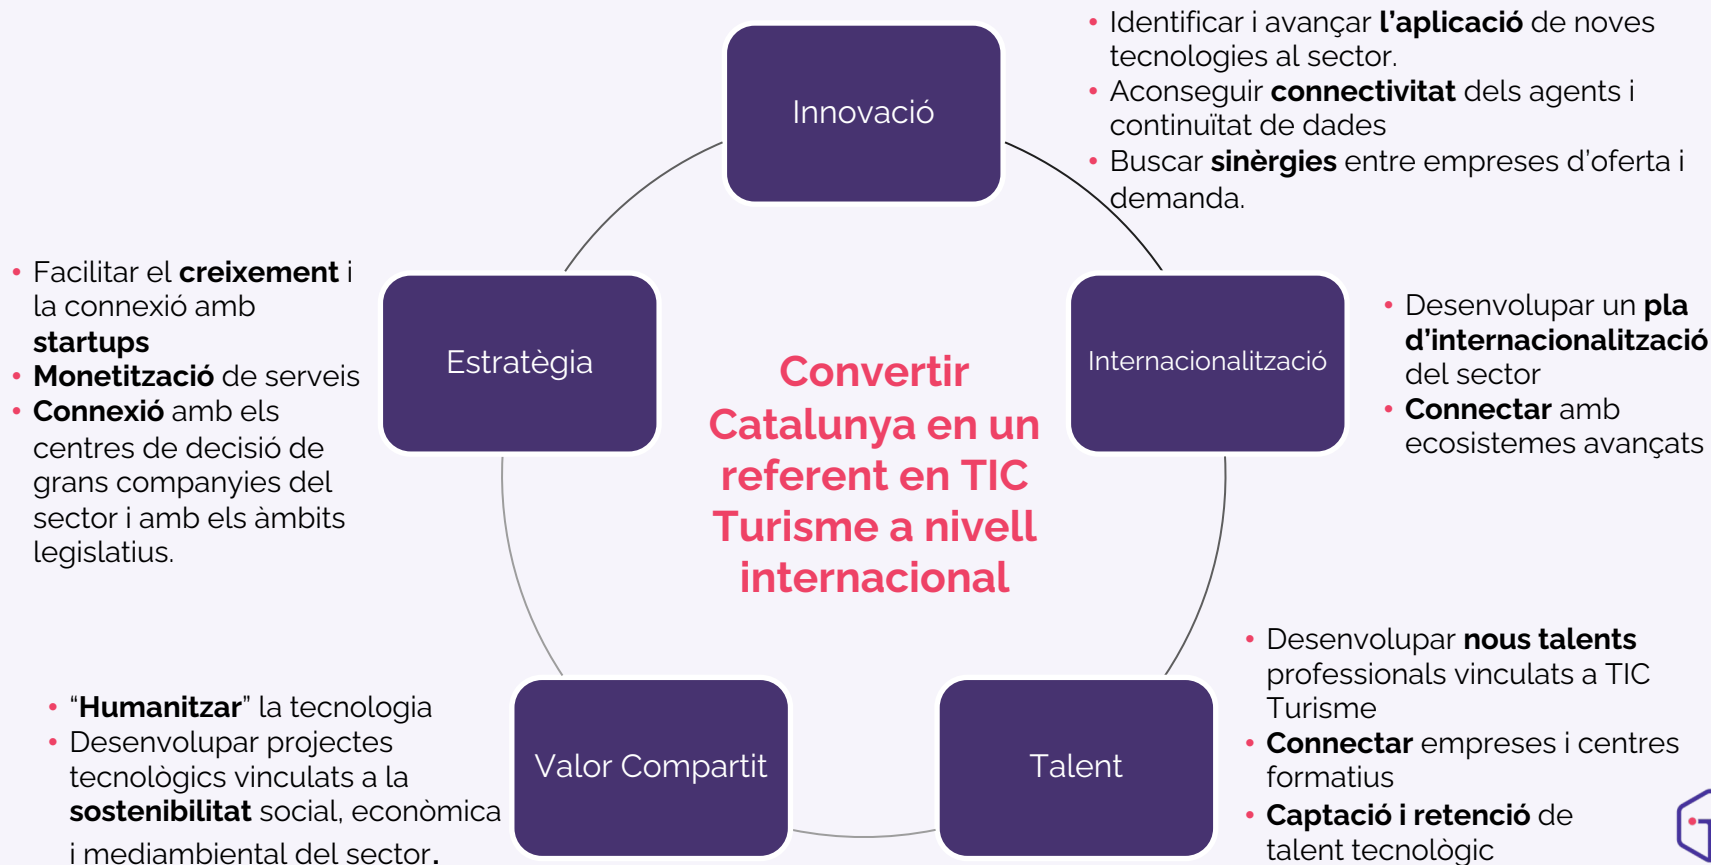 Innovació
• Identificar i avançar l’aplicació de noves
tecnologies al sector.
• Aconseguir connectivitat dels agents i
continuïtat de dades
• Buscar sinèrgies entre empreses d’oferta i
demanda.
• Facilitar el creixement i
la connexió amb
startups
• Monetització de serveis
• Connexió amb els
centres de decisió de
grans companyies del
sector i amb els àmbits
legislatius.
Estratègia
Convertir
Catalunya en un
referent en TIC
Turisme a nivell
internacional
Internacionalització
• Desenvolupar un pla
d’internacionalització
del sector
• Connectar amb
ecosistemes avançats
• “Humanitzar” la tecnologia
• Desenvolupar projectes
tecnològics vinculats a la
sostenibilitat social, econòmica
i mediambiental del sector.
Valor Compartit
Talent
• Desenvolupar nous talents
professionals vinculats a TIC
Turisme
• Connectar empreses i centres
formatius
• Captació i retenció de
talent tecnològic